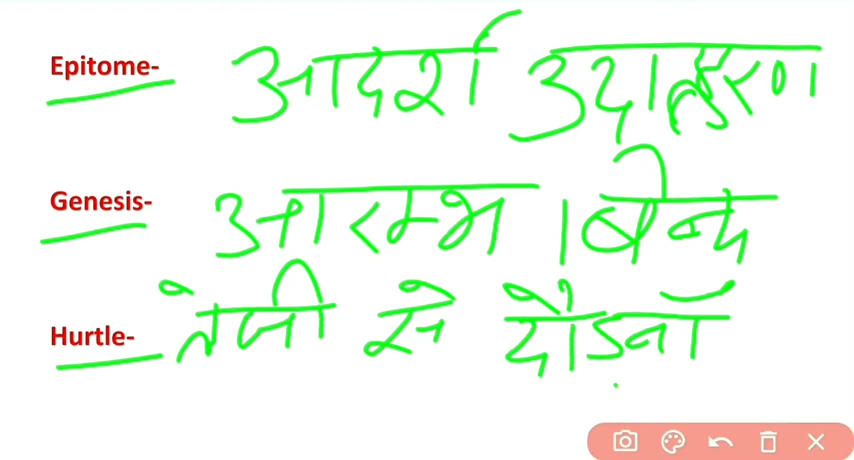 Epitome- आदर्श उदाहरण
Genesis- आरम्भ । बिन्द
Hurtle- तेजी से दौड़ना